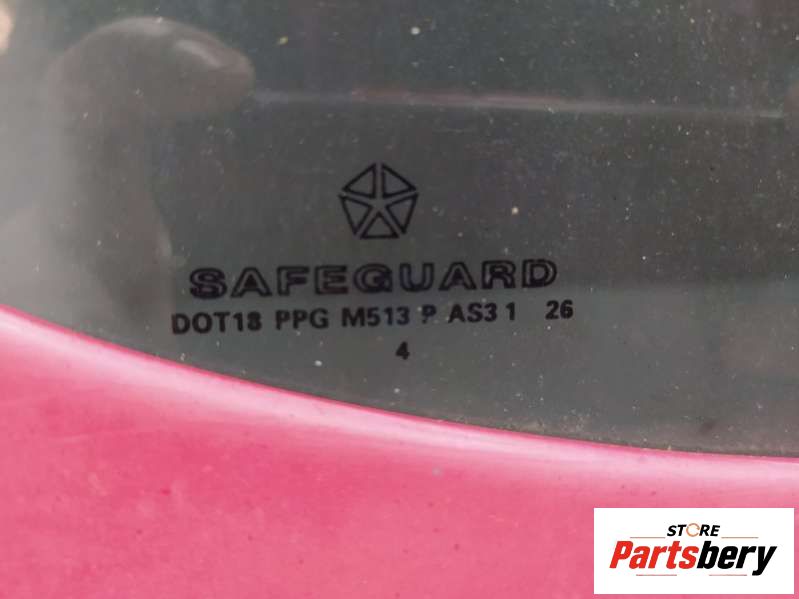 SAFEGUARD
DOT18 PPG M513 P AS3 1 26
4
STORE
Partsbery